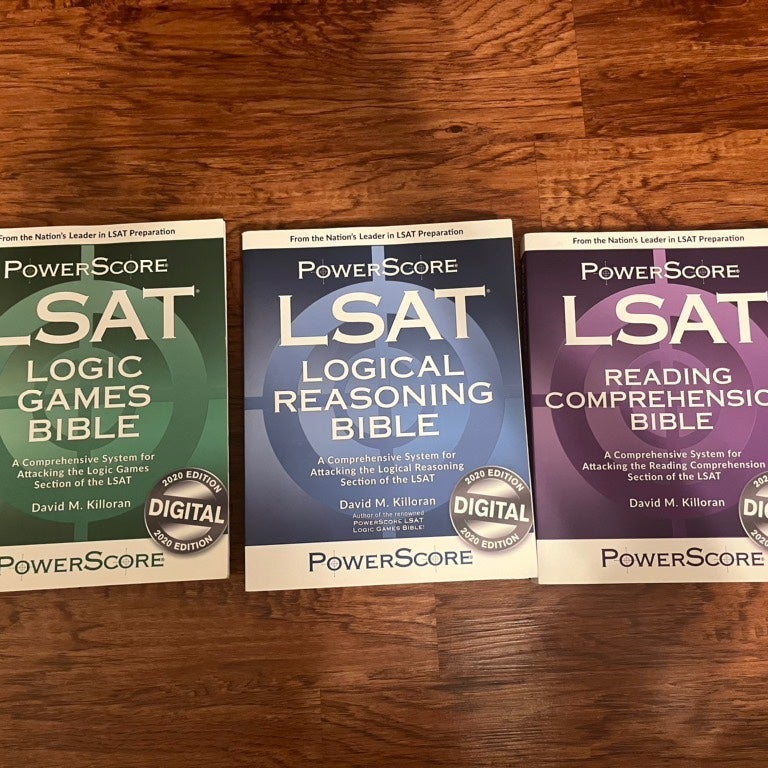 From the Nation's Leader in LSAT Preparation
POWERSCORE
LSAT
LOGIC
GAMES
BIBLE
A Comprehensive System for
Attacking the Logic Games
Section of the LSAT
David M. Killoran
2020 EDITION
DIGITAL
2020 EDITION
POWERSCORE
From the Nation's Leader in LSAT Preparation
POWERSCORE
LSAT
LOGICAL
REASONING
BIBLE
A Comprehensive System for
Attacking the Logical Reasoning
Section of the LSAT
David M. Killoran
Author of the renowned
POWERSCORE LSAT
LOGIC GAMES BIBLE!
2020 EDITION
DIGITAL
2020 EDITION
POWERSCORE
From the Nation's Leader in LSAT Preparation
POWERSCORE
LSAT
READING
COMPREHENSIO
BIBLE
A Comprehensive System for
Attacking the Reading Comprehension
Section of the LSAT
David M. Killoran
202
DI
202
POWERSCORE